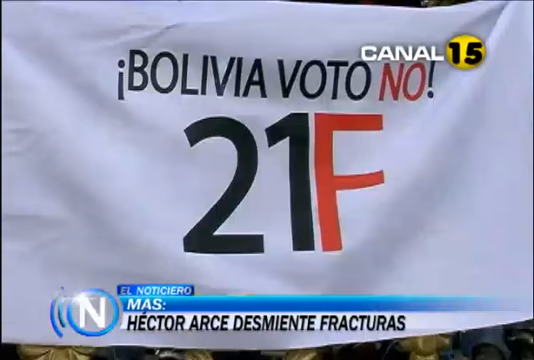 CANAL 15
¡BOLIVIA VOTO NO!
21F
EL NOTICIERO
N
MAS:
HÉCTOR ARCE DESMIENTE FRACTURAS